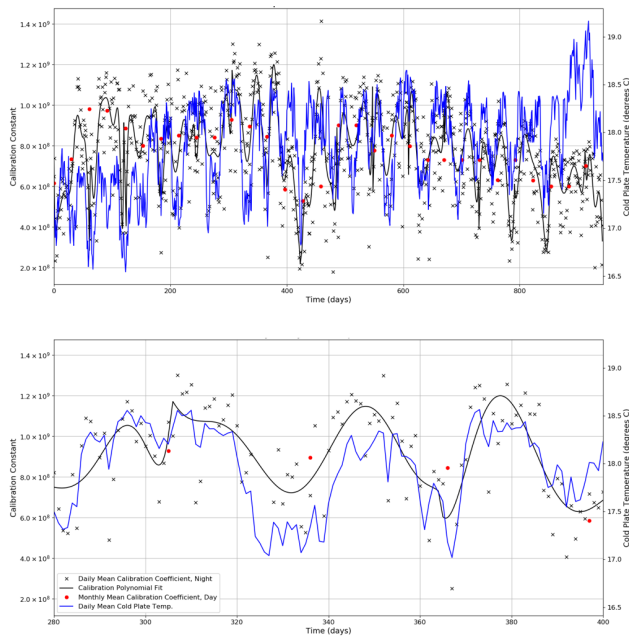 1.4 × 10⁹
1.2 × 10⁹
1.0 × 10⁹
8.0 × 10⁸
6.0 × 10⁸
4.0 × 10⁸
2.0 × 10⁸
Calibration Constant
19.0
18.5
18.0
17.5
17.0
16.5
Cold Plate Temperature (degrees C)
0 200 400 600 800
Time (days)
1.4 × 10⁹
1.2 × 10⁹
1.0 × 10⁹
8.0 × 10⁸
6.0 × 10⁸
4.0 × 10⁸
2.0 × 10⁸
Calibration Constant
19.0
18.5
18.0
17.5
17.0
16.5
Cold Plate Temperature (degrees C)
Daily Mean Calibration Coefficient, Night
Calibration Polynomial Fit
Monthly Mean Calibration Coefficient, Day
Daily Mean Cold Plate Temp.
280 300 320 340 360 380 400
Time (days)